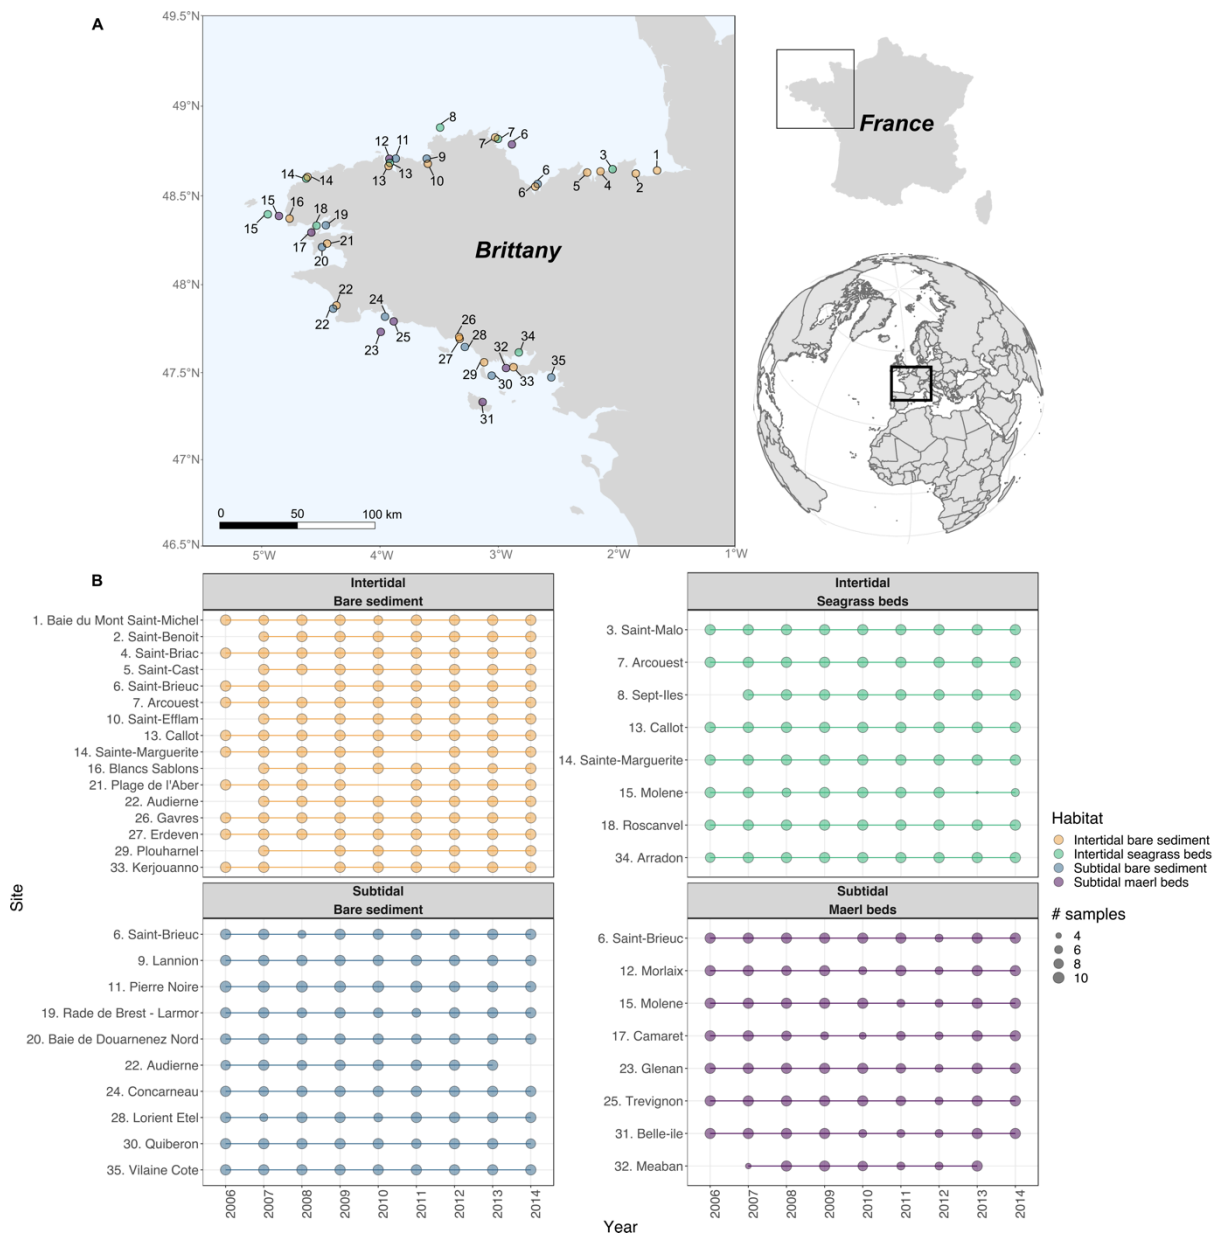 A
49.5°N
49°N
48.5°N
48°N
47.5°N
47°N
46.5°N
5°W
4°W
3°W
2°W
1°W
8
7
7
6
12
11
9
10
13
13
6
6
3
1
5
4
2
14
14
15
15
16
18
19
17
21
20
22
22
24
25
23
26
27
28
29
30
32
33
34
35
31
Brittany
0
50
100 km
France
B
Intertidal
Bare sediment
1. Baie du Mont Saint-Michel
2. Saint-Benoit
4. Saint-Briac
5. Saint-Cast
6. Saint-Brieuc
7. Arcouest
10. Saint-Efflam
13. Callot
14. Sainte-Marguerite
16. Blancs Sablons
21. Plage de l'Aber
22. Audierne
26. Gavres
27. Erdeven
29. Plouharnel
33. Kerjouanno
Intertidal
Seagrass beds
3. Saint-Malo
7. Arcouest
8. Sept-Iles
13. Callot
14. Sainte-Marguerite
15. Molene
18. Roscanvel
34. Arradon
Subtidal
Bare sediment
6. Saint-Brieuc
9. Lannion
11. Pierre Noire
19. Rade de Brest - Larmor
20. Baie de Douarnenez Nord
22. Audierne
24. Concarneau
28. Lorient Etel
30. Quiberon
35. Vilaine Cote
2006
2007
2008
2009
2010
2011
2012
2013
2014
Subtidal
Maerl beds
6. Saint-Brieuc
12. Morlaix
15. Molene
17. Camaret
23. Glenan
25. Trevignon
31. Belle-ile
32. Meaban
2006
2007
2008
2009
2010
2011
2012
2013
2014
Site
Year
Habitat
Intertidal bare sediment
Intertidal seagrass beds
Subtidal bare sediment
Subtidal maerl beds
# samples
4
6
8
10